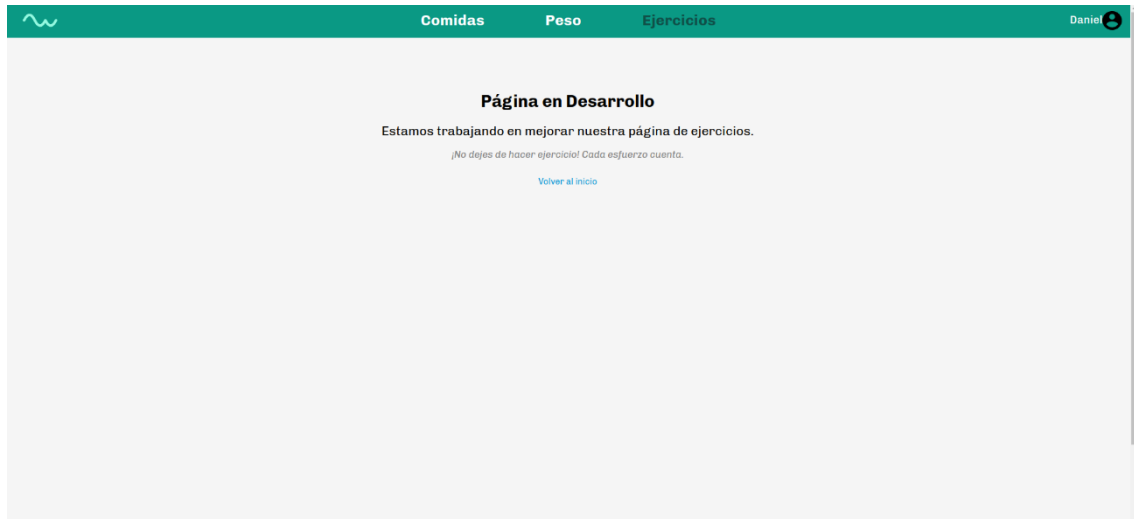 Comidas Peso Ejercicios Daniel
Página en Desarrollo
Estamos trabajando en mejorar nuestra página de ejercicios.
¡No dejes de hacer ejercicio! Cada esfuerzo cuenta.
Volver al inicio